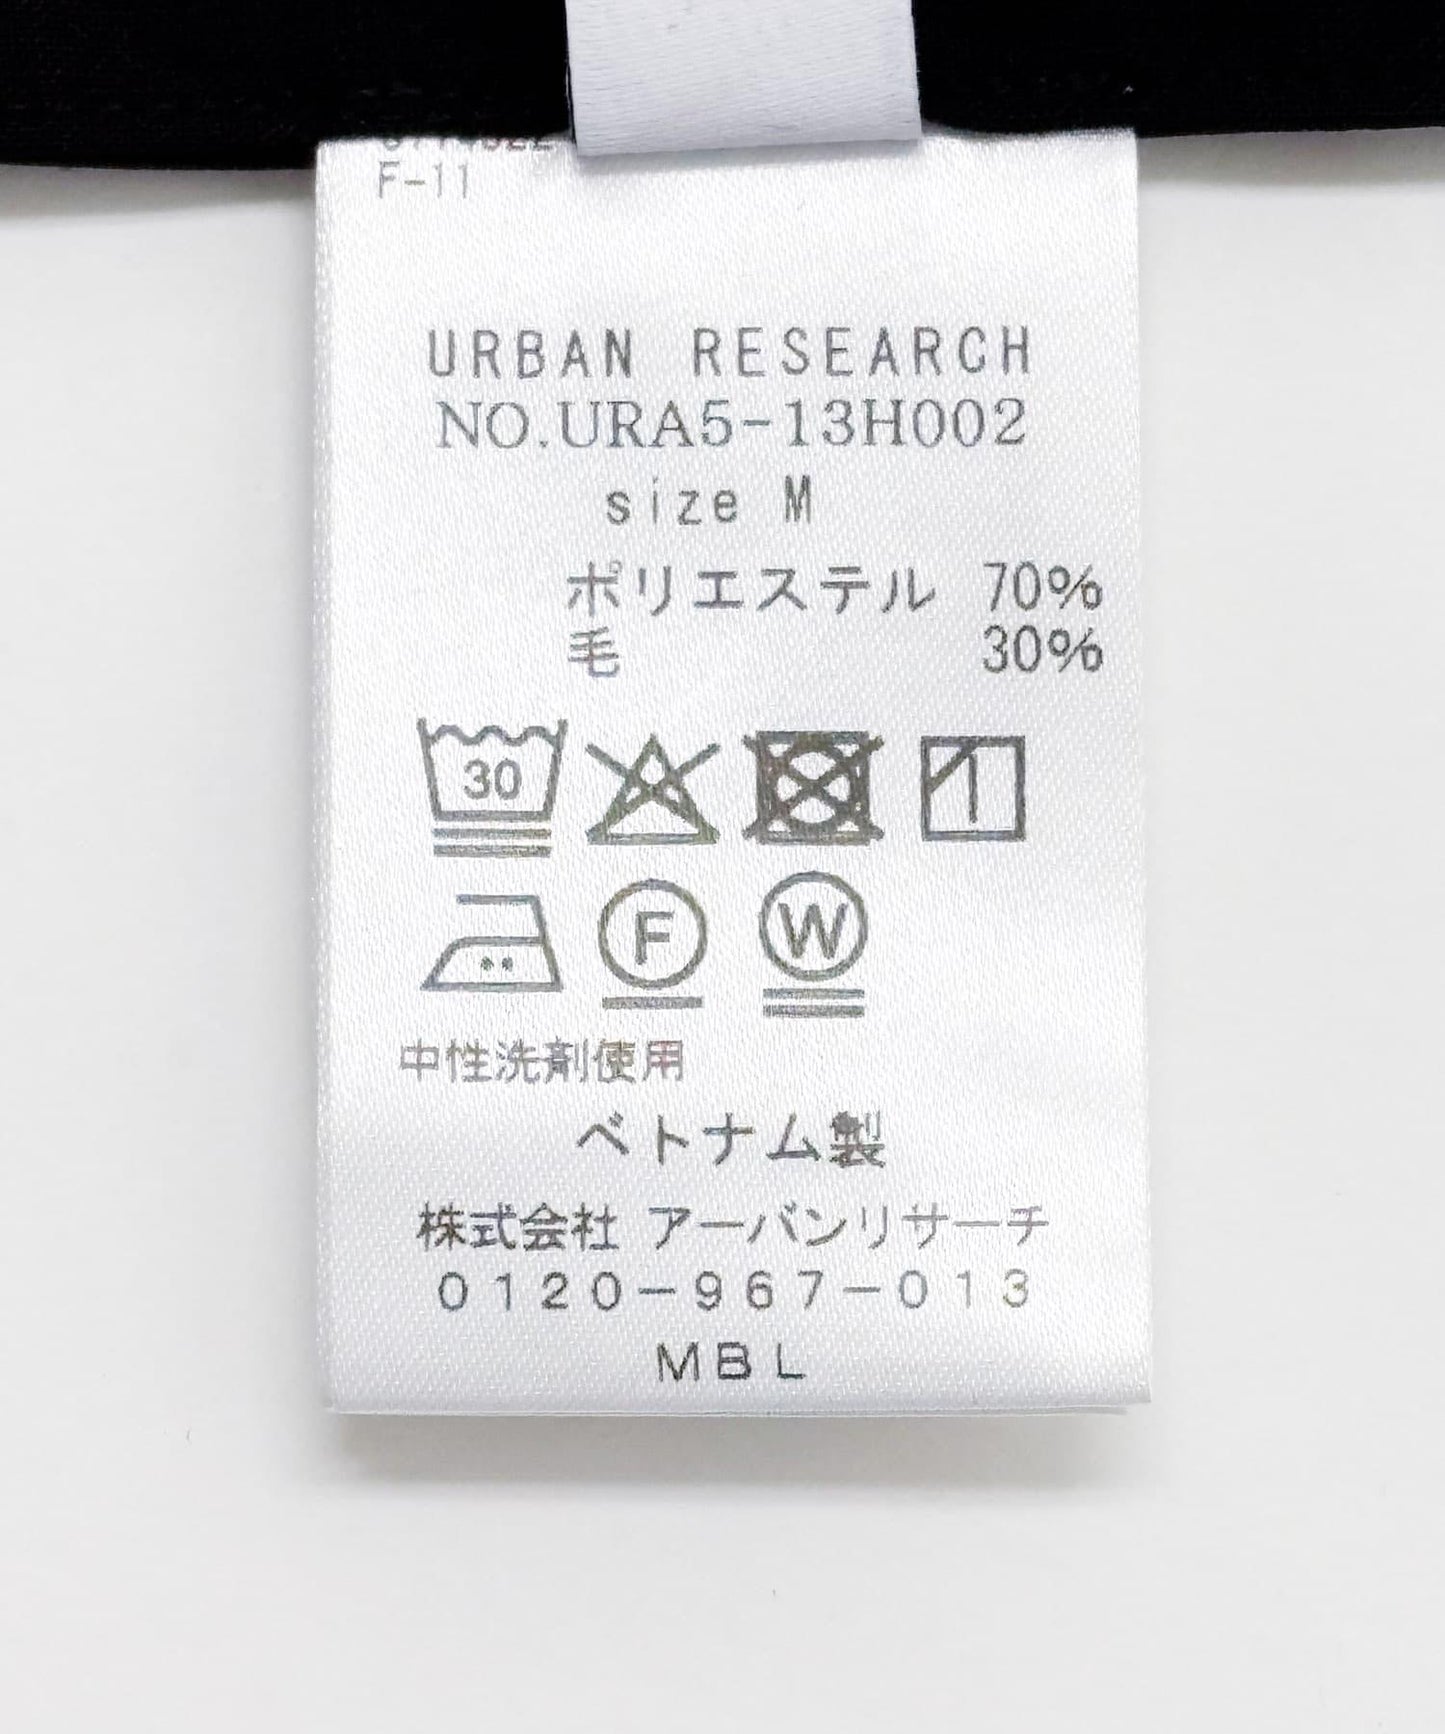 F-11
URBAN RESEARCH
NO.URA5-13H002
size M
ポリエステル 70%
毛 30%
30
F W
中性洗剤使用
ベトナム製
株式会社 アーバンリサーチ
0120-967-013
MBL